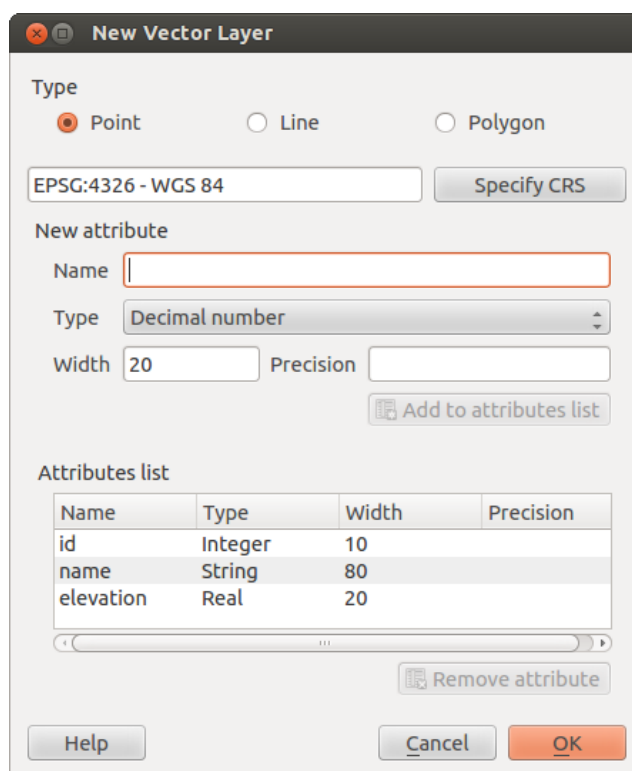 New Vector Layer
Type
Point Line Polygon
EPSG:4326 - WGS 84 Specify CRS
New attribute
Name
Type Decimal number
Width 20 Precision
Add to attributes list
Attributes list
Name Type Width Precision
id Integer 10
name String 80
elevation Real 20
Remove attribute
Help Cancel OK